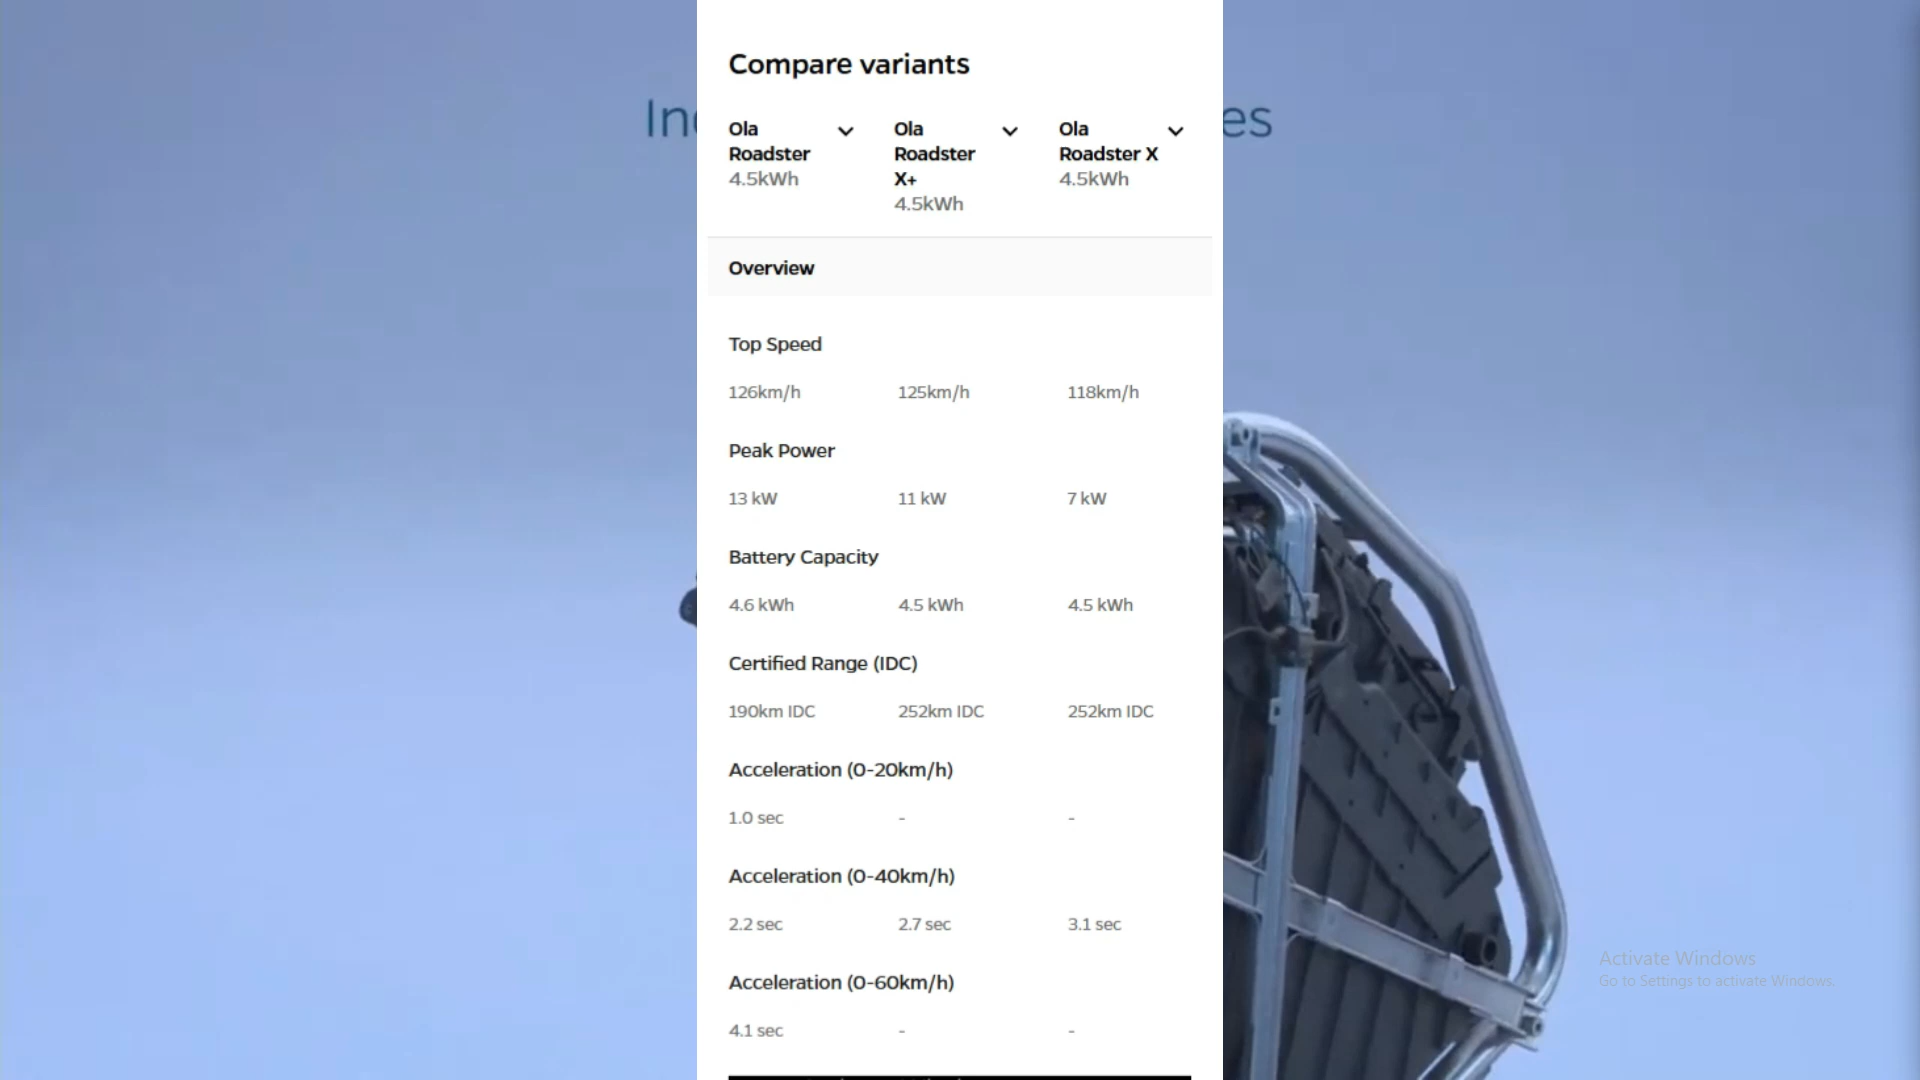 Compare variants
Ola Roadster 4.5kWh
Ola Roadster X+ 4.5kWh
Ola Roadster X 4.5kWh
Overview
Top Speed
126km/h 125km/h 118km/h
Peak Power
13 kW 11 kW 7 kW
Battery Capacity
4.6 kWh 4.5 kWh 4.5 kWh
Certified Range (IDC)
190km IDC 252km IDC 252km IDC
Acceleration (0-20km/h)
1.0 sec - -
Acceleration (0-40km/h)
2.2 sec 2.7 sec 3.1 sec
Acceleration (0-60km/h)
4.1 sec - -
Activate Windows
Go to Settings to activate Windows.